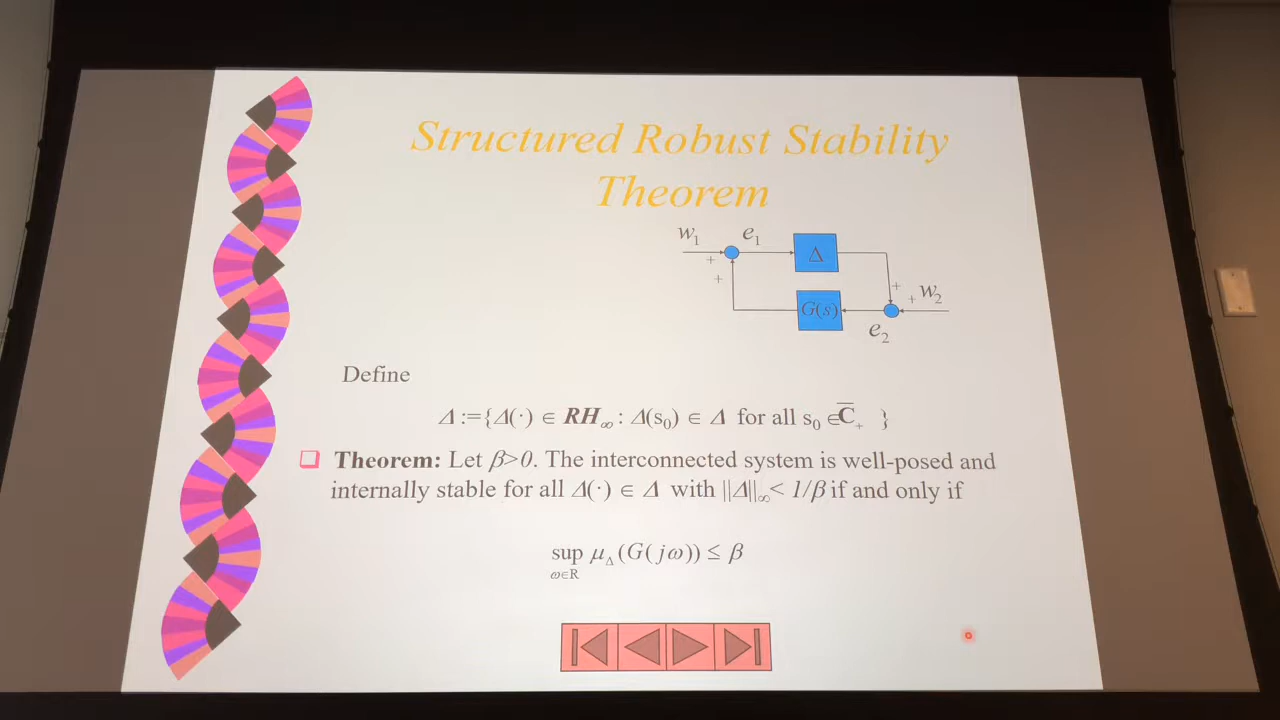 Structured Robust Stability
Theorem
w₁ e₁ Δ
+
+
+ + w₂
G(s)
e₂
Define
Δ :={Δ(·) ∈ RH∞ : Δ(s₀) ∈ Δ for all s₀ ∈C̅₊ }
Theorem: Let β>0. The interconnected system is well-posed and
internally stable for all Δ(·) ∈ Δ with ||Δ||∞< 1/β if and only if
sup μ_Δ (G( jω)) ≤ β
ω∈R